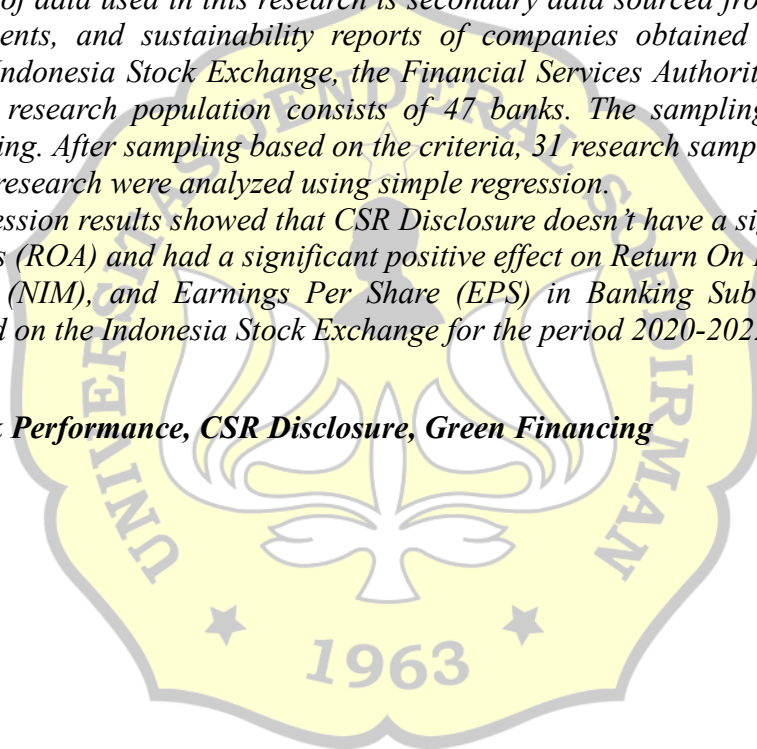 of data used in this research is secondary data sourced fro
ents, and sustainability reports of companies obtained
Indonesia Stock Exchange, the Financial Services Authorit
research population consists of 47 banks. The sampling
ing. After sampling based on the criteria, 31 research samp
research were analyzed using simple regression.
ession results showed that CSR Disclosure doesn't have a si
s (ROA) and had a significant positive effect on Return On
(NIM), and Earnings Per Share (EPS) in Banking Sub
d on the Indonesia Stock Exchange for the period 2020-202
Performance, CSR Disclosure, Green Financing
UNIVERSITAS JENDERAL SOEDIRMAN
1963